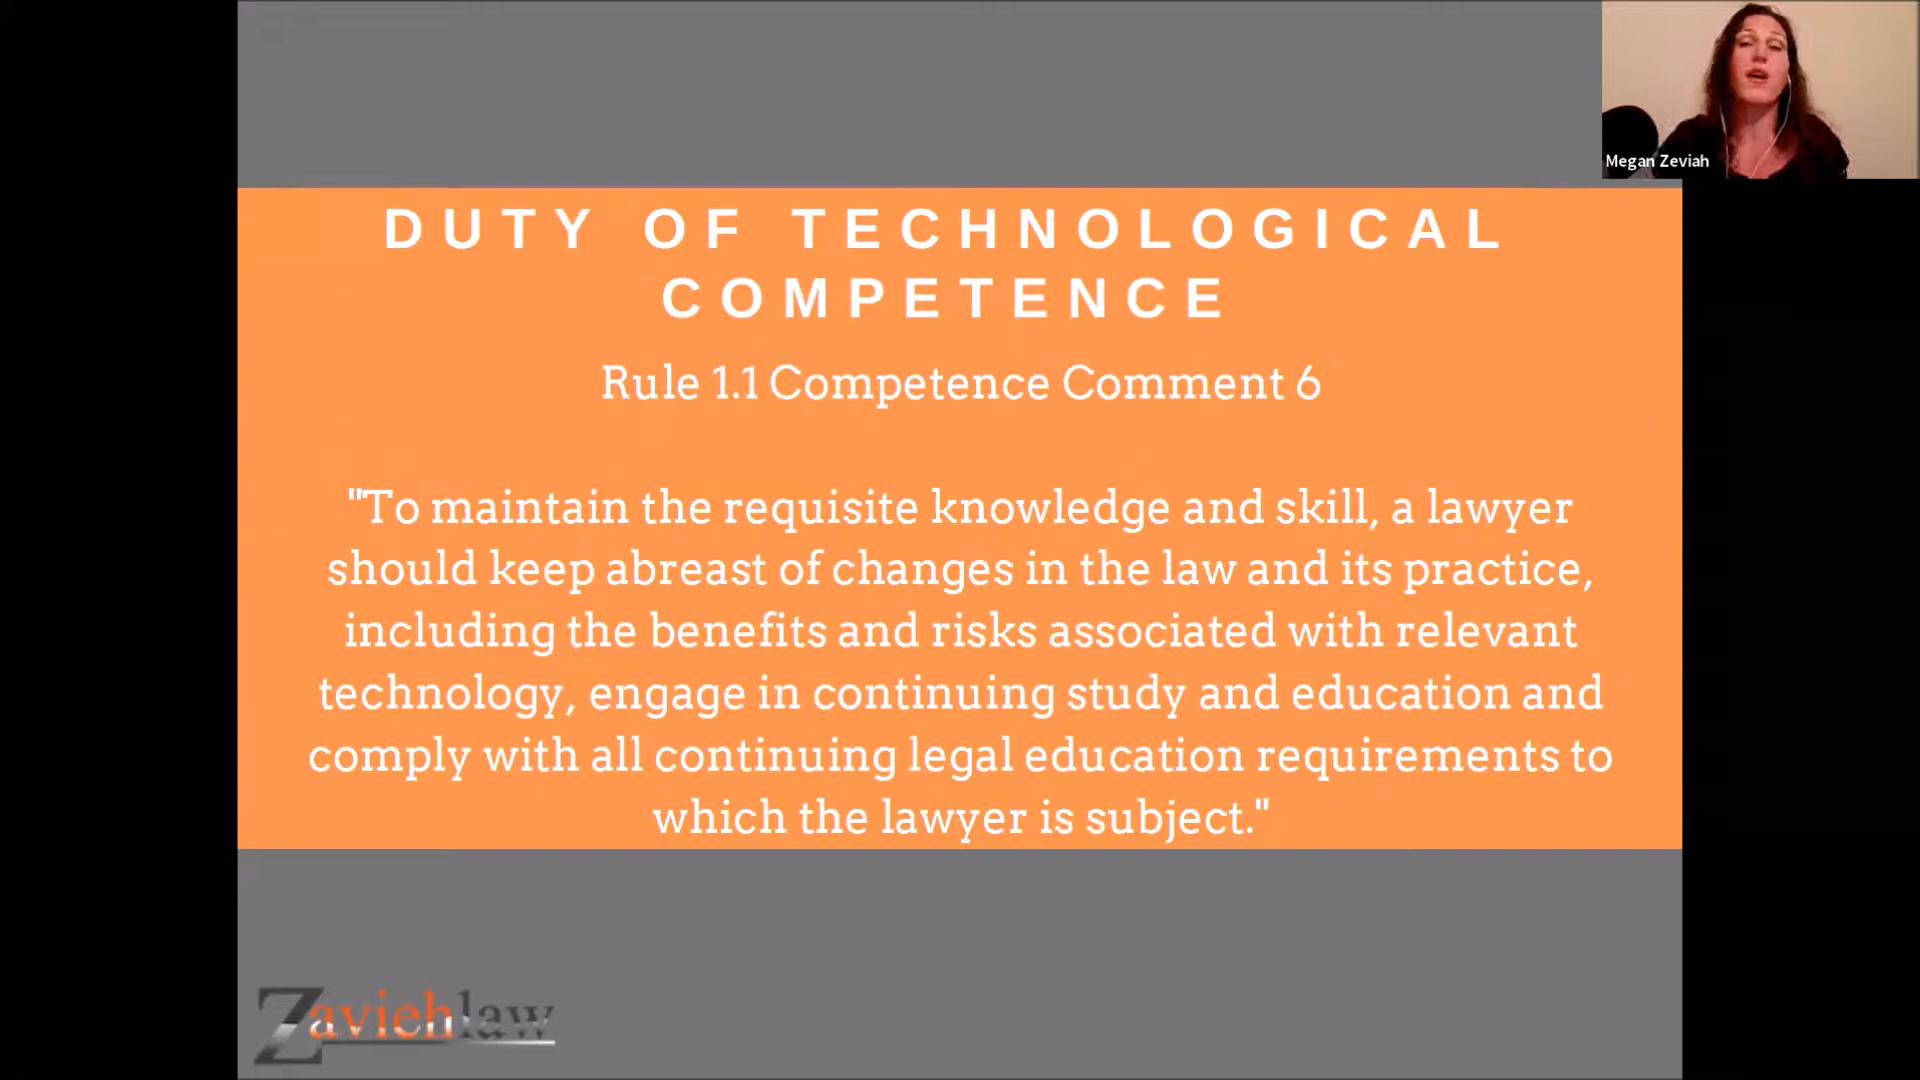 Megan Zeviah
DUTY OF TECHNOLOGICAL
COMPETENCE
Rule 1.1 Competence Comment 6
"To maintain the requisite knowledge and skill, a lawyer
should keep abreast of changes in the law and its practice,
including the benefits and risks associated with relevant
technology, engage in continuing study and education and
comply with all continuing legal education requirements to
which the lawyer is subject."
Zaviehlaw